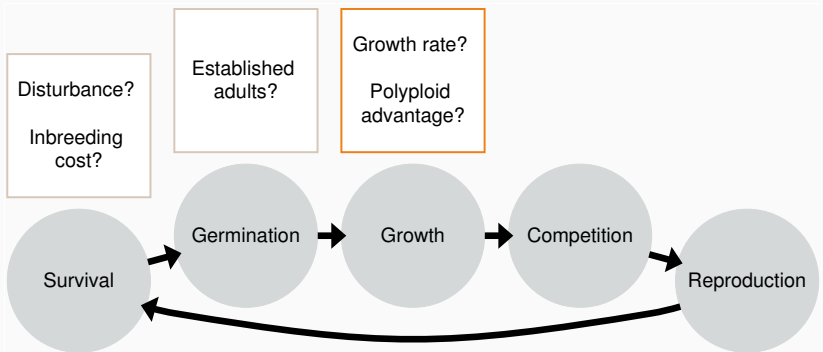 Disturbance?
Inbreeding
cost?
Established
adults?
Growth rate?
Polyploid
advantage?
Survival
Germination
Growth
Competition
Reproduction